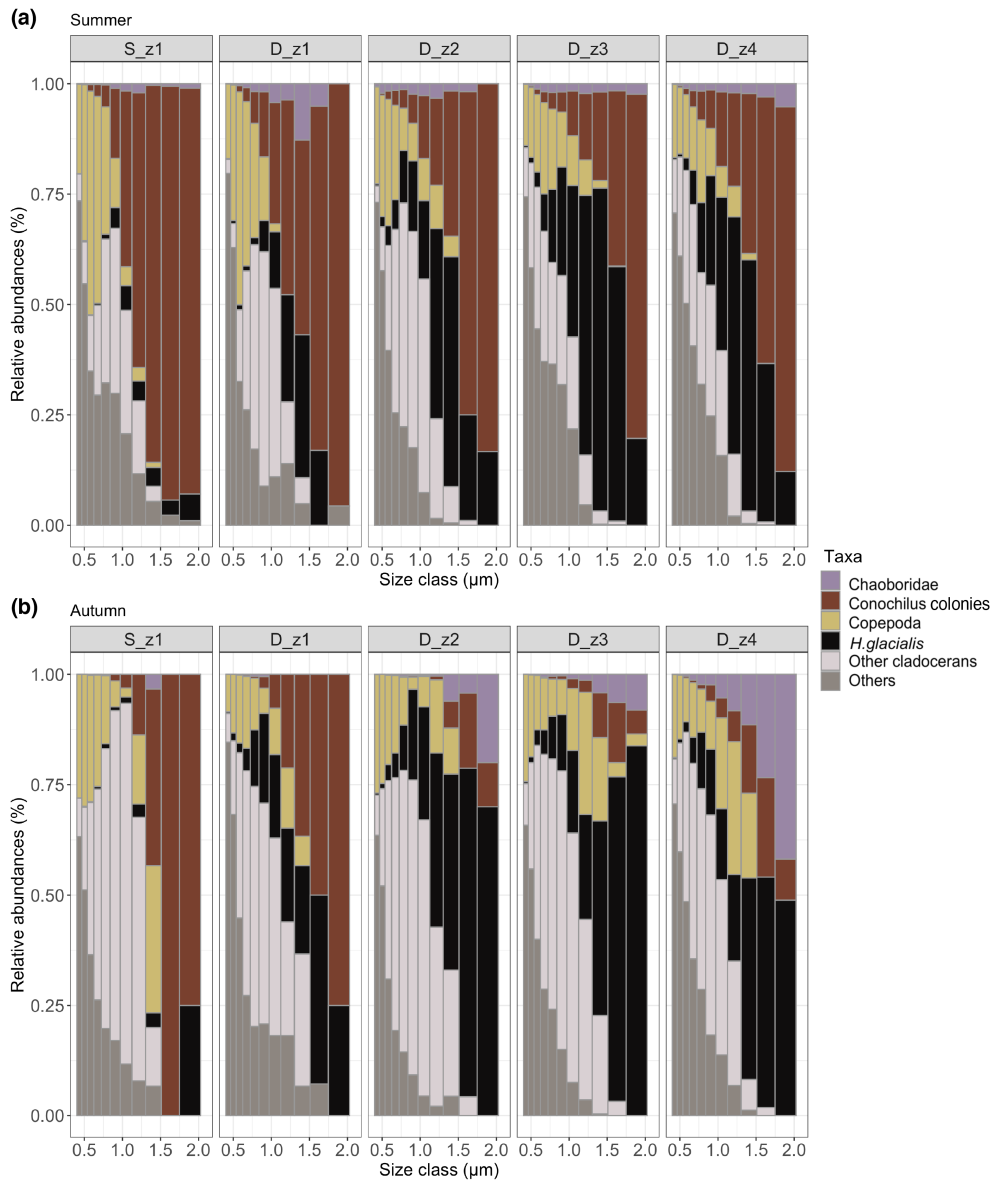 (a)
Summer
S_z1 D_z1 D_z2 D_z3 D_z4
Relative abundances (%)
1.00
0.75
0.50
0.25
0.00
0.5 1.0 1.5 2.0 0.5 1.0 1.5 2.0 0.5 1.0 1.5 2.0 0.5 1.0 1.5 2.0 0.5 1.0 1.5 2.0
Size class (µm)
Taxa
Chaoboridae
Conochilus colonies
Copepoda
H.glacialis
Other cladocerans
Others
(b)
Autumn
S_z1 D_z1 D_z2 D_z3 D_z4
Relative abundances (%)
1.00
0.75
0.50
0.25
0.00
0.5 1.0 1.5 2.0 0.5 1.0 1.5 2.0 0.5 1.0 1.5 2.0 0.5 1.0 1.5 2.0 0.5 1.0 1.5 2.0
Size class (µm)